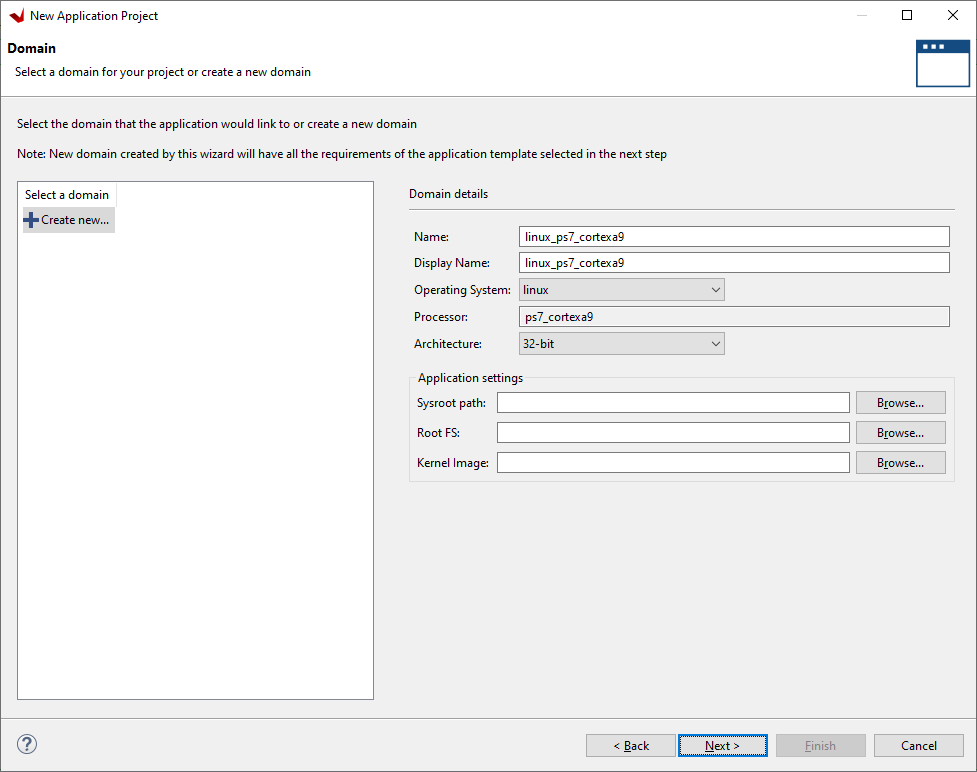 New Application Project
Domain
Select a domain for your project or create a new domain
Select the domain that the application would link to or create a new domain
Note: New domain created by this wizard will have all the requirements of the application template selected in the next step
Select a domain
Create new...
Domain details
Name: linux_ps7_cortexa9
Display Name: linux_ps7_cortexa9
Operating System: linux
Processor: ps7_cortexa9
Architecture: 32-bit
Application settings
Sysroot path: Browse...
Root FS: Browse...
Kernel Image: Browse...
? < Back Next > Finish Cancel